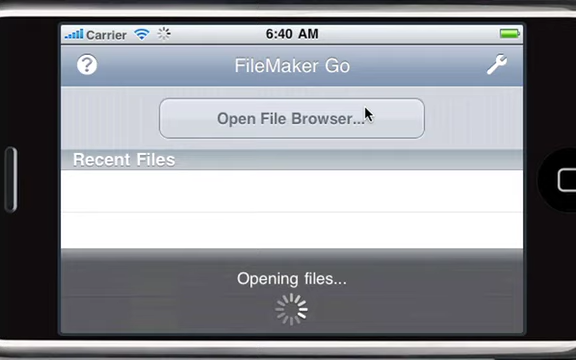 Carrier 6:40 AM
? FileMaker Go
Open File Browser...
Recent Files
Opening files...